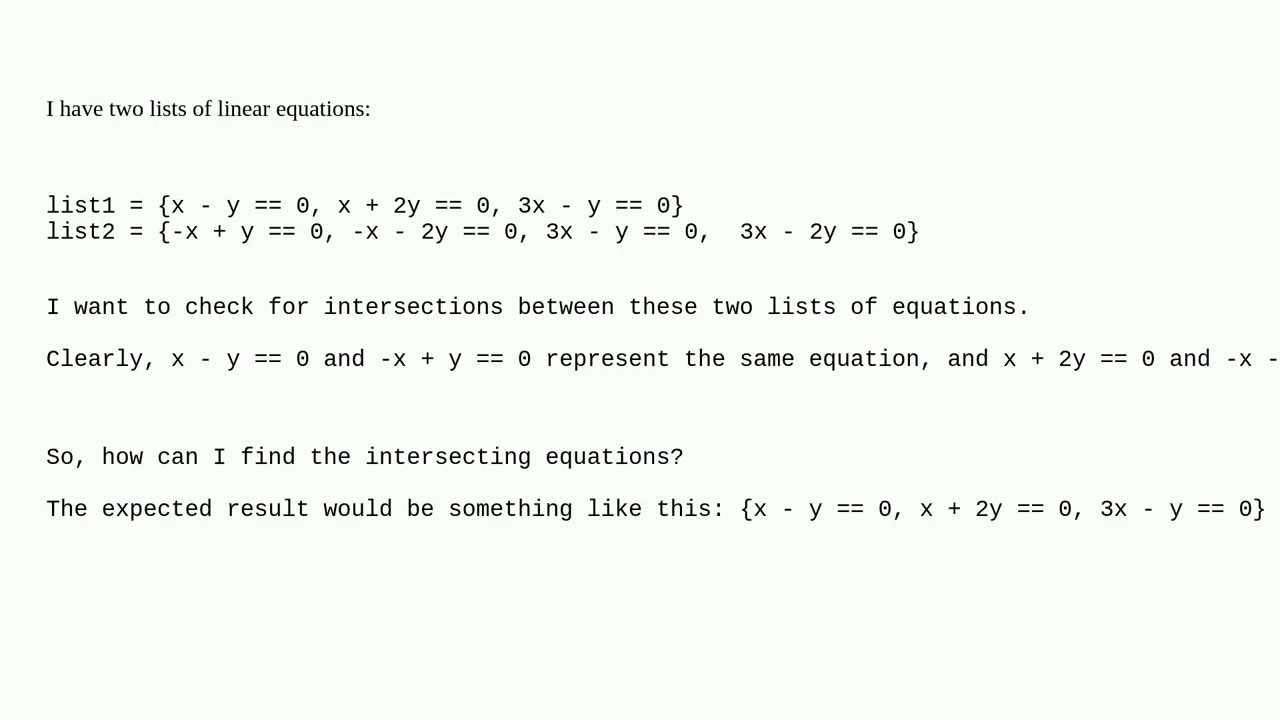 I have two lists of linear equations:
list1 = {x - y == 0, x + 2y == 0, 3x - y == 0}
list2 = {-x + y == 0, -x - 2y == 0, 3x - y == 0,  3x - 2y == 0}
I want to check for intersections between these two lists of equations.
Clearly, x - y == 0 and -x + y == 0 represent the same equation, and x + 2y == 0 and -x -
So, how can I find the intersecting equations?
The expected result would be something like this: {x - y == 0, x + 2y == 0, 3x - y == 0}